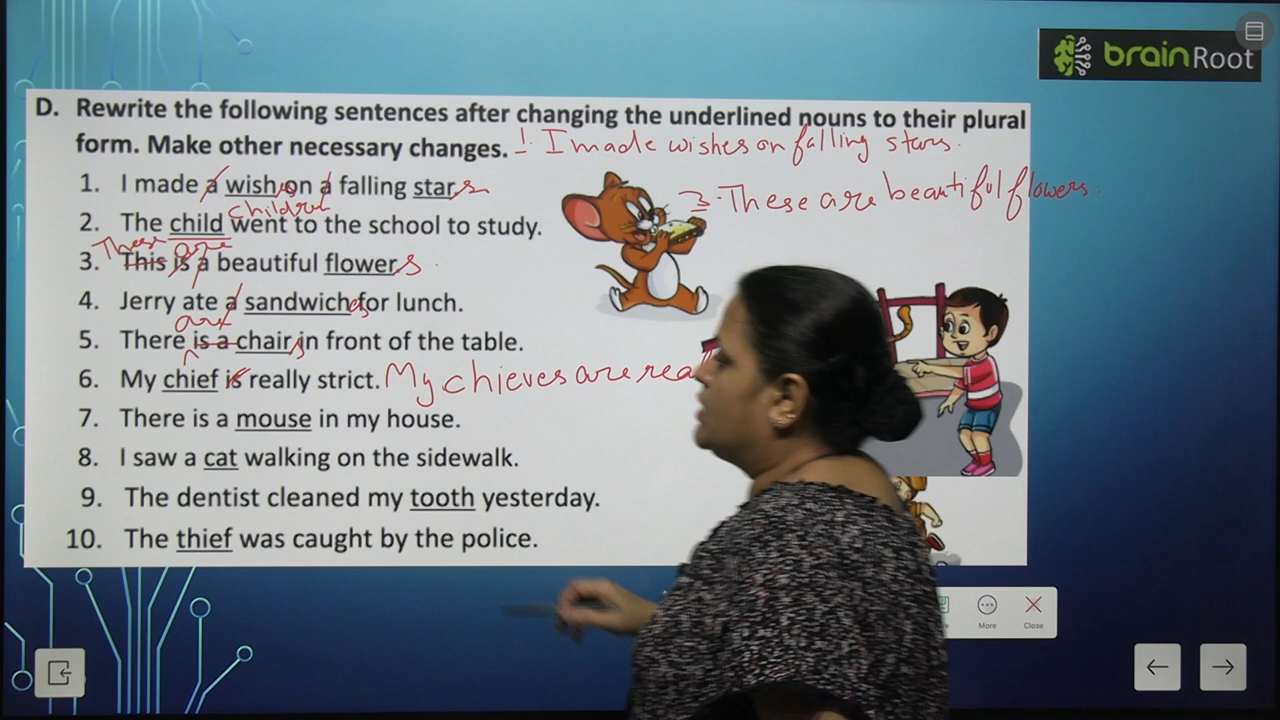 brainRoot
D. Rewrite the following sentences after changing the underlined nouns to their plural
form. Make other necessary changes. 1. I made wishes on falling stars.
1. I made a wish on a falling star s
3. These are beautiful flowers.
children
2. The child went to the school to study.
These are
3. This is a beautiful flower s
4. Jerry ate a sandwich for lunch.
are
5. There is a chair s in front of the table.
6. My chief is really strict. My chieves are rea
7. There is a mouse in my house.
8. I saw a cat walking on the sidewalk.
9. The dentist cleaned my tooth yesterday.
10. The thief was caught by the police.
More Close